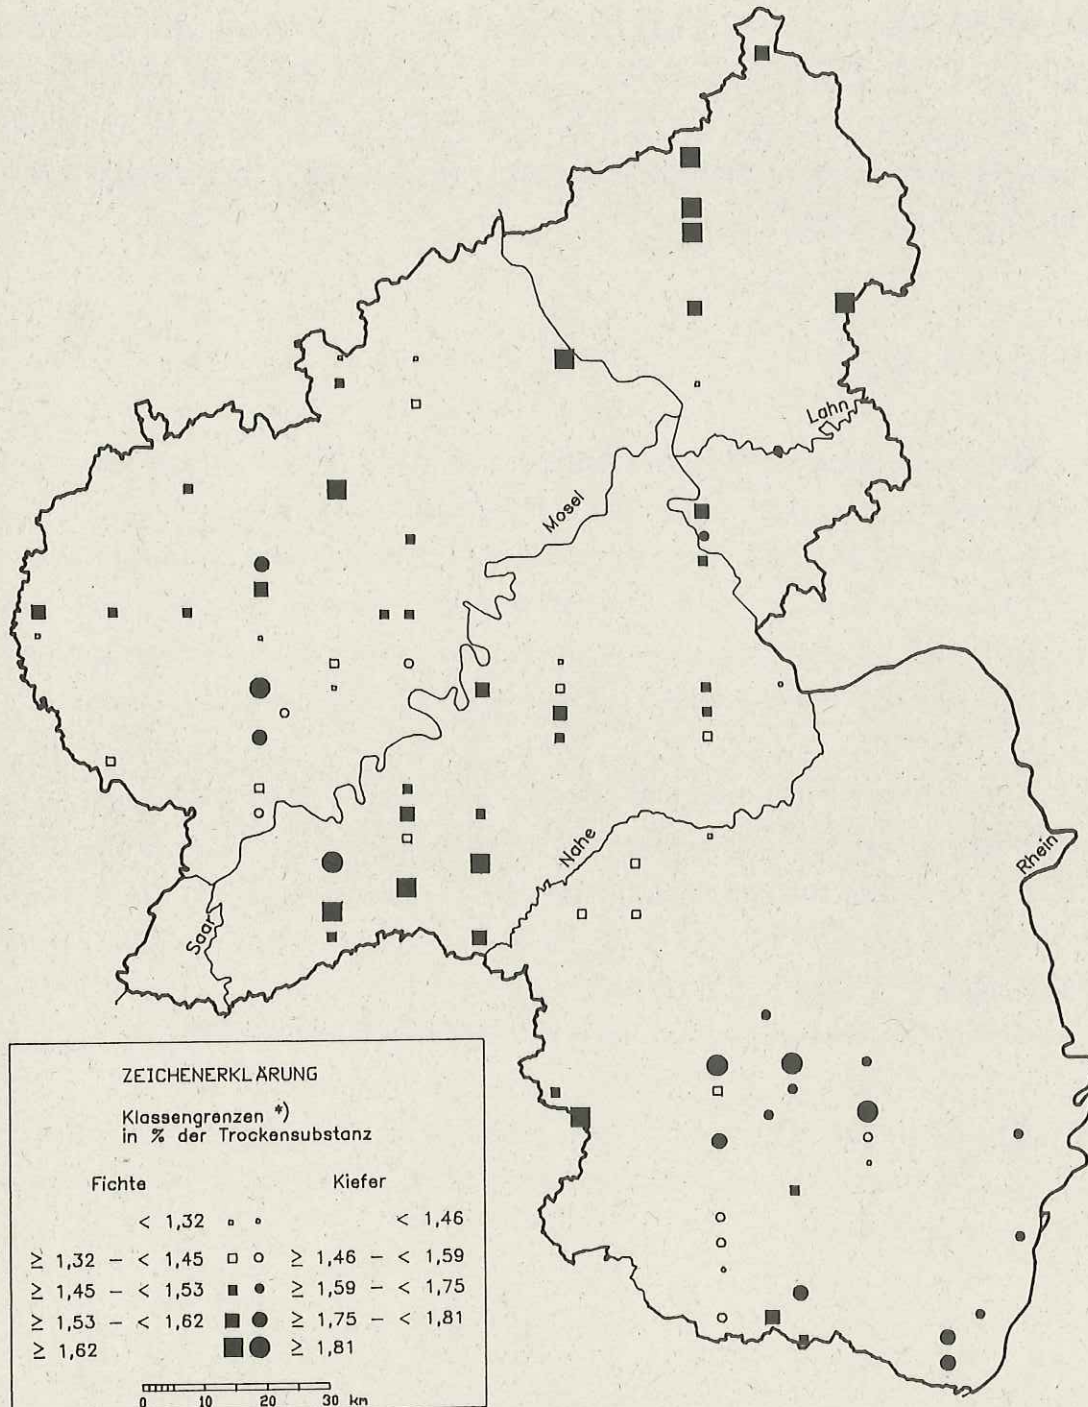 Lahn
Mosel
Nahe
Rhein
Saar
ZEICHENERKLÄRUNG
Klassengrenzen *)
in % der Trockensubstanz
Fichte Kiefer
< 1,32 < 1,46
≥ 1,32 – < 1,45 ≥ 1,46 – < 1,59
≥ 1,45 – < 1,53 ≥ 1,59 – < 1,75
≥ 1,53 – < 1,62 ≥ 1,75 – < 1,81
≥ 1,62 ≥ 1,81
0 10 20 30 km